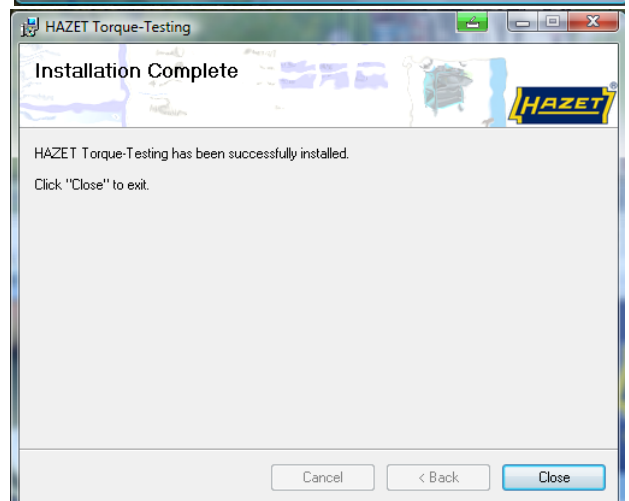 HAZET Torque-Testing
Installation Complete
HAZET®
HAZET Torque-Testing has been successfully installed.
Click "Close" to exit.
Cancel
< Back
Close